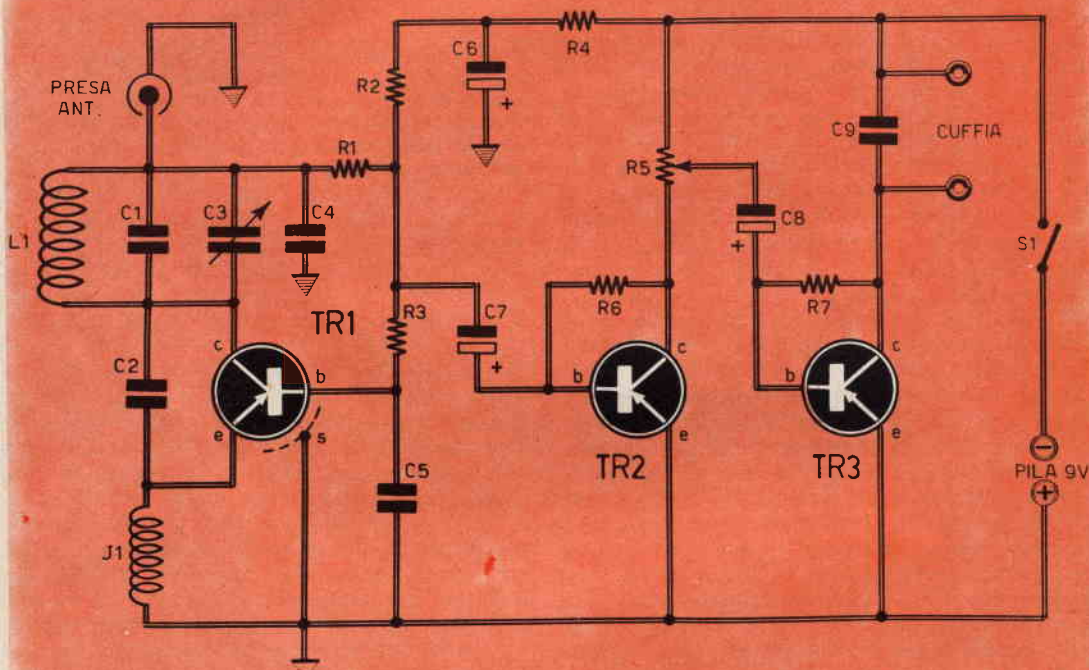 PRESA
ANT.
C6
+
R4
R2
R1
C9
CUFFIA
R5
L1
C1
C3
C4
C8
+
S1
R3
C7
+
R6
R7
TR1
C2
c
b
e
s
b
c
e
b
c
e
TR2
TR3
C5
J1
−
PILA 9V
+